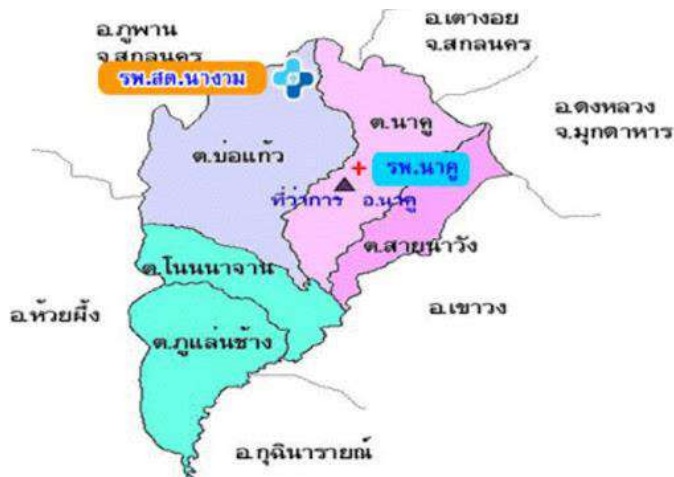 อ.ภูพาน
จ.สกลนคร
อ.เต่างอย
จ.สกลนคร
รพ.สต.นางาม
อ.ดงหลวง
จ.มุกดาหาร
ต.นาคู
ต.บ่อแก้ว
รพ.นาคู
ที่ว่าการ อ.นาคู
ต.สายนาวัง
ต.โนนนาจาน
อ.ห้วยผึ้ง
อ.เขาวง
ต.ภูแล่นช้าง
อ.กุฉินารายณ์